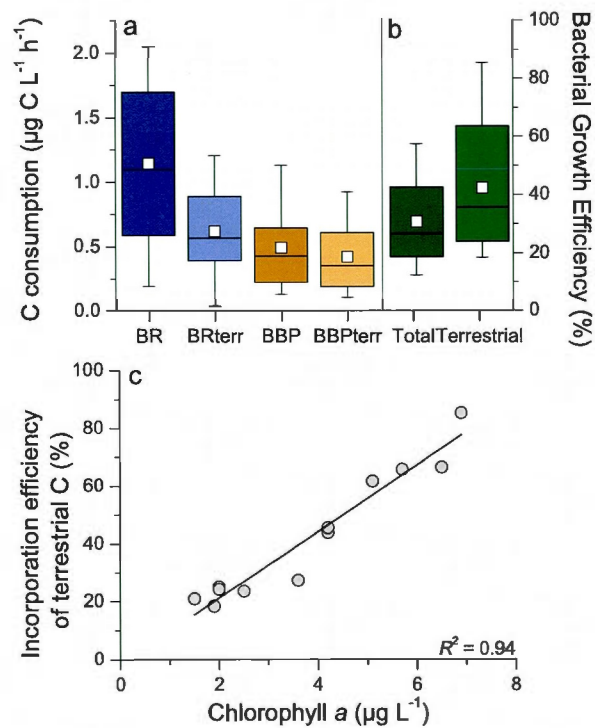 a
b
C consumption (µg C L⁻¹ h⁻¹)
2.0
1.5
1.0
0.5
0.0
BR
BRterr
BBP
BBPterr
Total
Terrestrial
100
80
60
40
20
0
Bacterial Growth Efficiency (%)
c
Incorporation efficiency
of terrestrial C (%)
100
80
60
40
20
0
R² = 0.94
0
2
4
6
8
Chlorophyll a (µg L⁻¹)